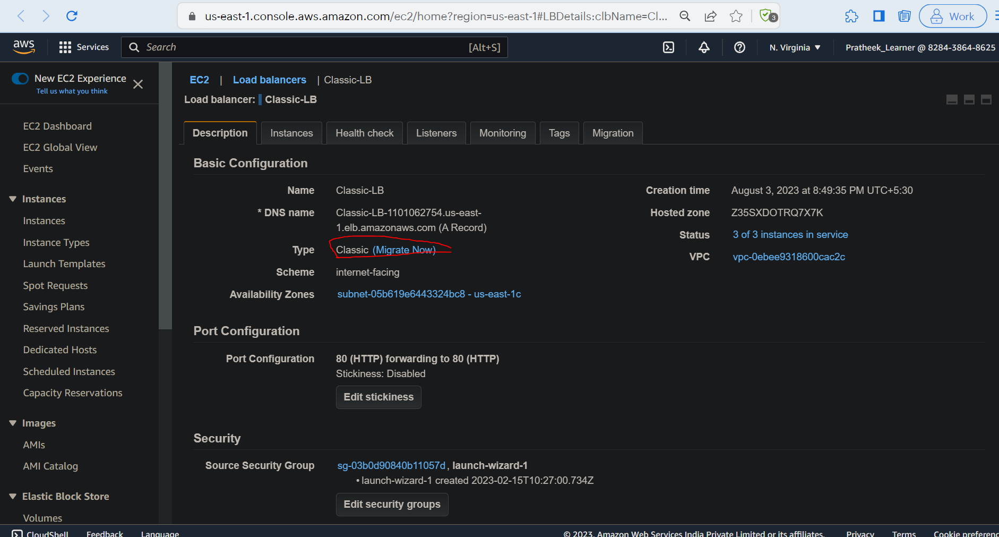 us-east-1.console.aws.amazon.com/ec2/home?region=us-east-1#LBDetails:clbName=Cl...
3
Work
aws
Services
Search
[Alt+S]
N. Virginia
Pratheek_Learner @ 8284-3864-8625
New EC2 Experience
Tell us what you think
EC2 Dashboard
EC2 Global View
Events
Instances
Instances
Instance Types
Launch Templates
Spot Requests
Savings Plans
Reserved Instances
Dedicated Hosts
Scheduled Instances
Capacity Reservations
Images
AMIs
AMI Catalog
Elastic Block Store
Volumes
EC2 | Load balancers | Classic-LB
Load balancer: Classic-LB
Description
Instances
Health check
Listeners
Monitoring
Tags
Migration
Basic Configuration
Name Classic-LB
* DNS name Classic-LB-1101062754.us-east-
1.elb.amazonaws.com (A Record)
Type Classic (Migrate Now)
Scheme internet-facing
Availability Zones subnet-05b619e6443324bc8 - us-east-1c
Creation time August 3, 2023 at 8:49:35 PM UTC+5:30
Hosted zone Z35SXDOTRQ7X7K
Status 3 of 3 instances in service
VPC vpc-0ebee9318600cac2c
Port Configuration
Port Configuration 80 (HTTP) forwarding to 80 (HTTP)
Stickiness: Disabled
Edit stickiness
Security
Source Security Group sg-03b0d90840b11057d, launch-wizard-1
• launch-wizard-1 created 2023-02-15T10:27:00.734Z
Edit security groups
CloudShell
Feedback
Language
© 2023, Amazon Web Services India Private Limited or its affiliates.
Privacy
Terms
Cookie preferenc